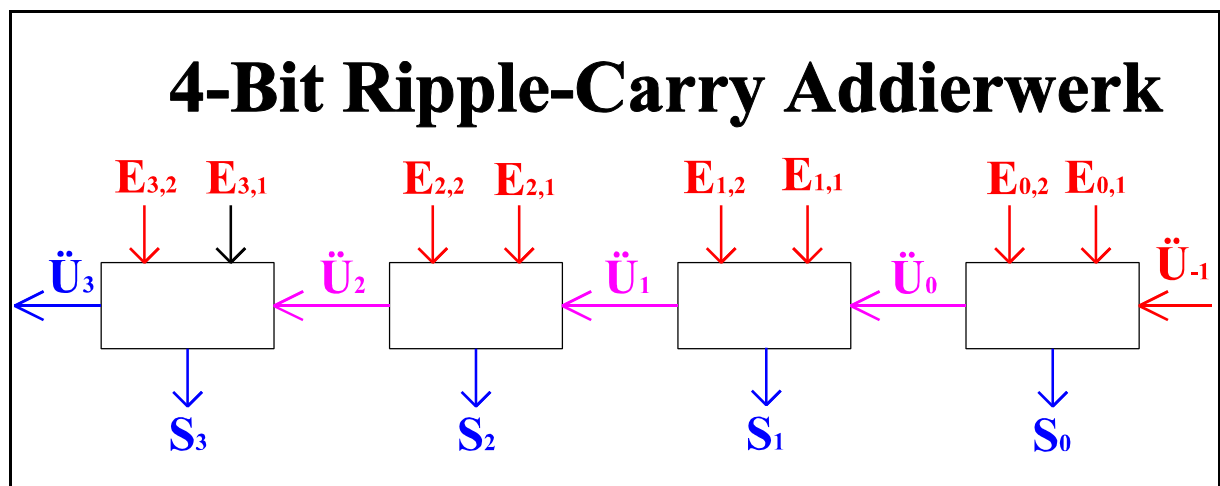 4-Bit Ripple-Carry Addierwerk
E3,2 E3,1 E2,2 E2,1 E1,2 E1,1 E0,2 E0,1
Ü3 Ü2 Ü1 Ü0 Ü-1
S3 S2 S1 S0